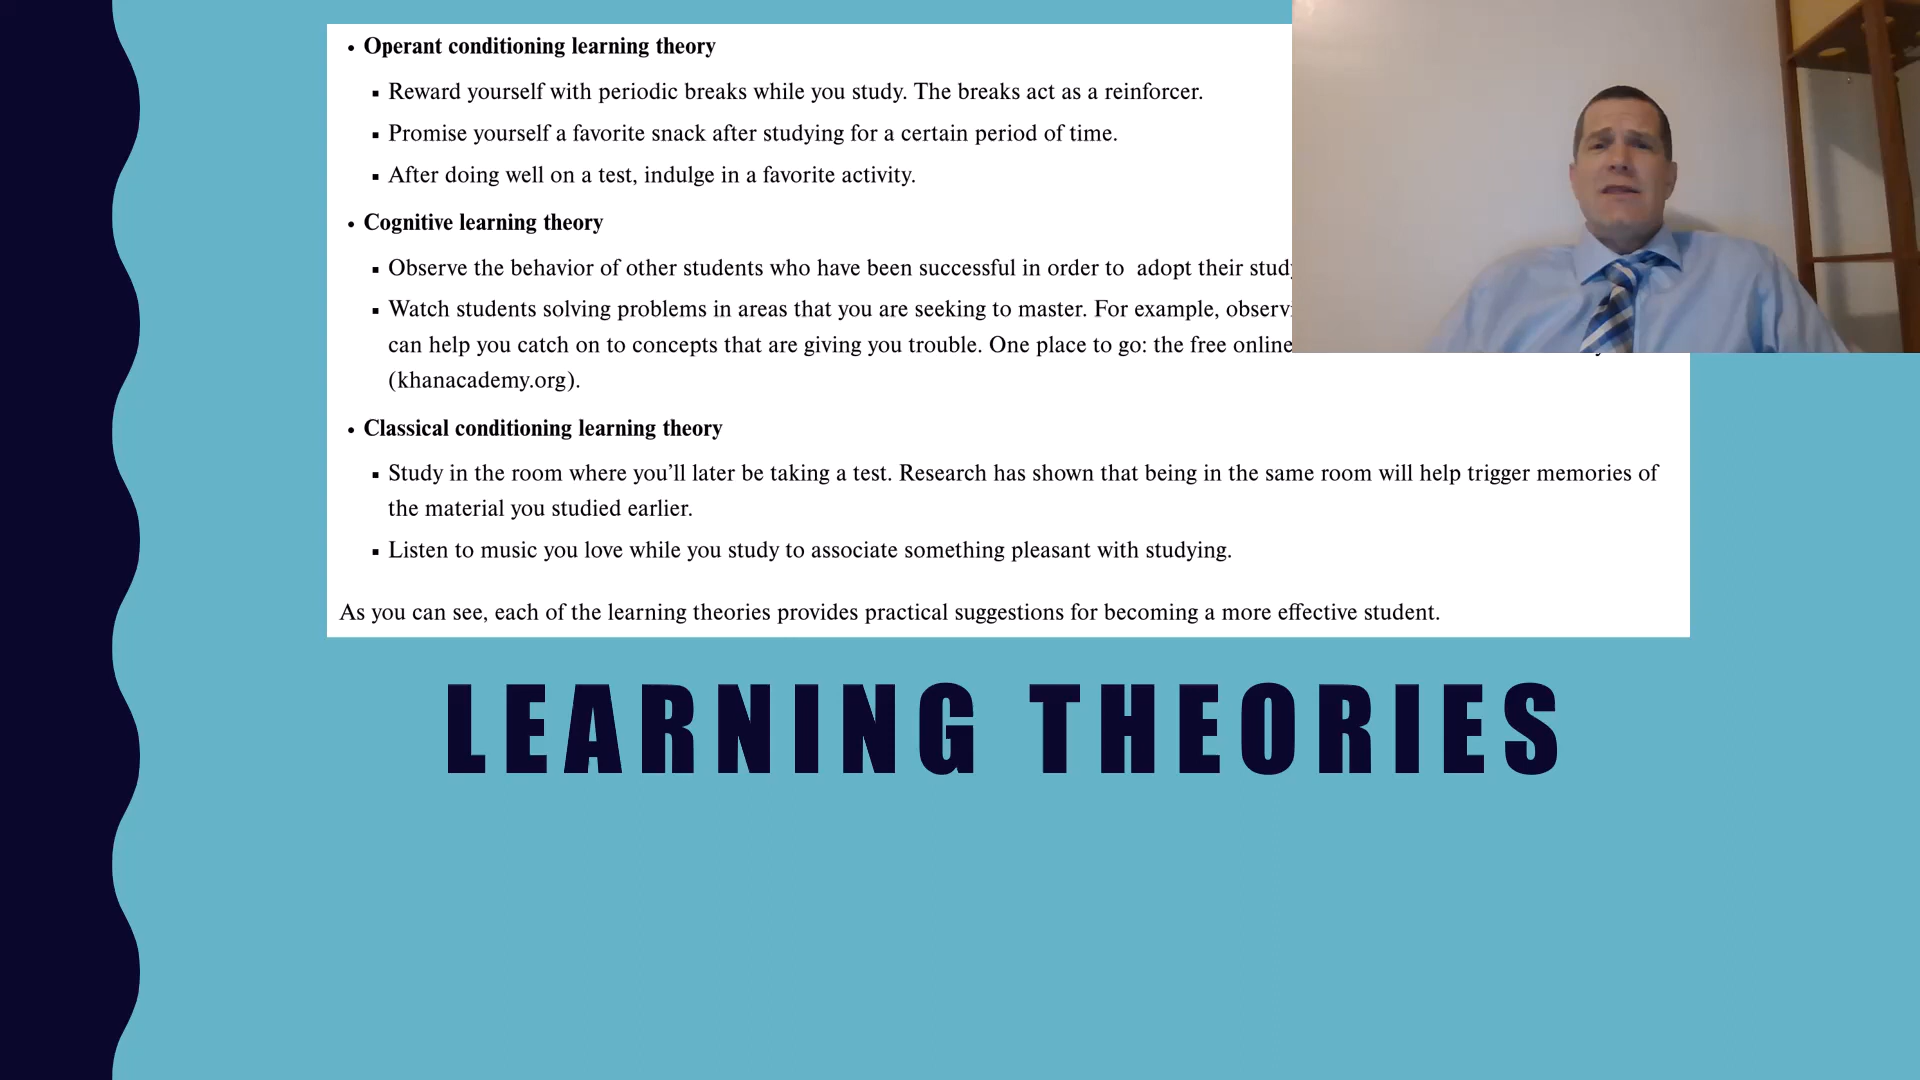 • Operant conditioning learning theory
▪ Reward yourself with periodic breaks while you study. The breaks act as a reinforcer.
▪ Promise yourself a favorite snack after studying for a certain period of time.
▪ After doing well on a test, indulge in a favorite activity.
• Cognitive learning theory
▪ Observe the behavior of other students who have been successful in order to  adopt their
▪ Watch students solving problems in areas that you are seeking to master. For example,
can help you catch on to concepts that are giving you trouble. One place to go: the free online
(khanacademy.org).
• Classical conditioning learning theory
▪ Study in the room where you’ll later be taking a test. Research has shown that being in the same room will help trigger memories of
the material you studied earlier.
▪ Listen to music you love while you study to associate something pleasant with studying.
As you can see, each of the learning theories provides practical suggestions for becoming a more effective student.
LEARNING THEORIES